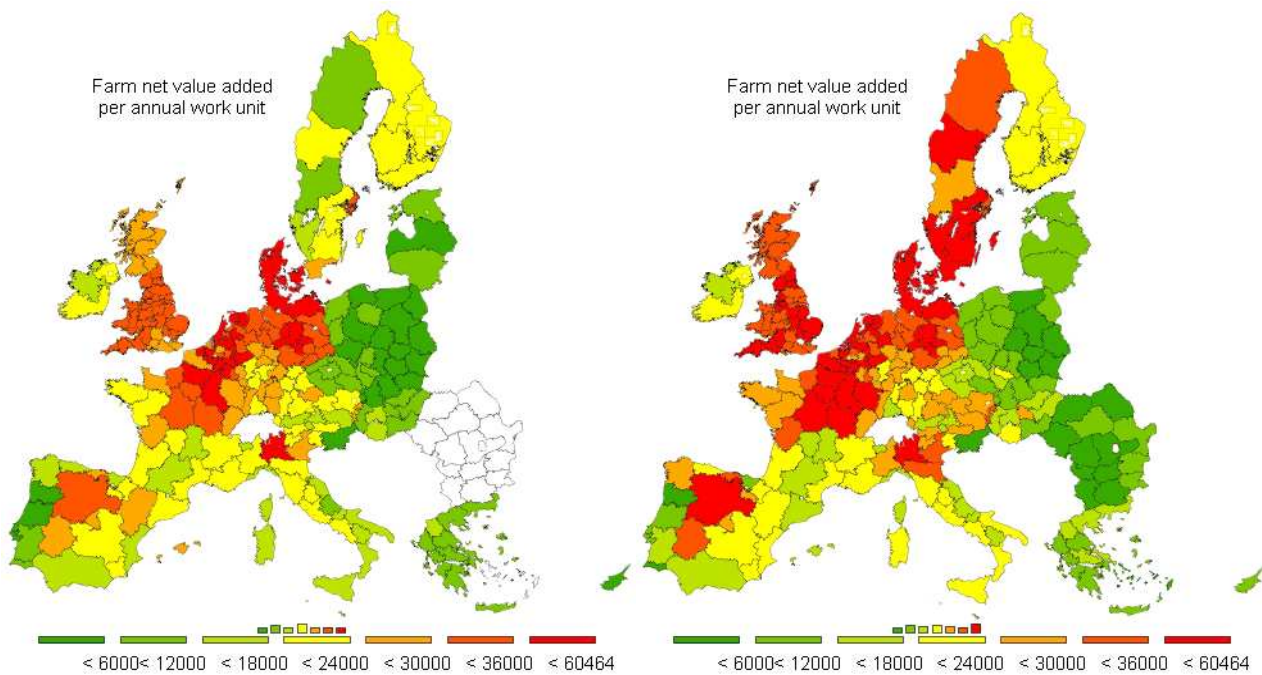 Farm net value added
per annual work unit
Farm net value added
per annual work unit
< 6000< 12000 < 18000 < 24000 < 30000 < 36000 < 60464
< 6000< 12000 < 18000 < 24000 < 30000 < 36000 < 60464